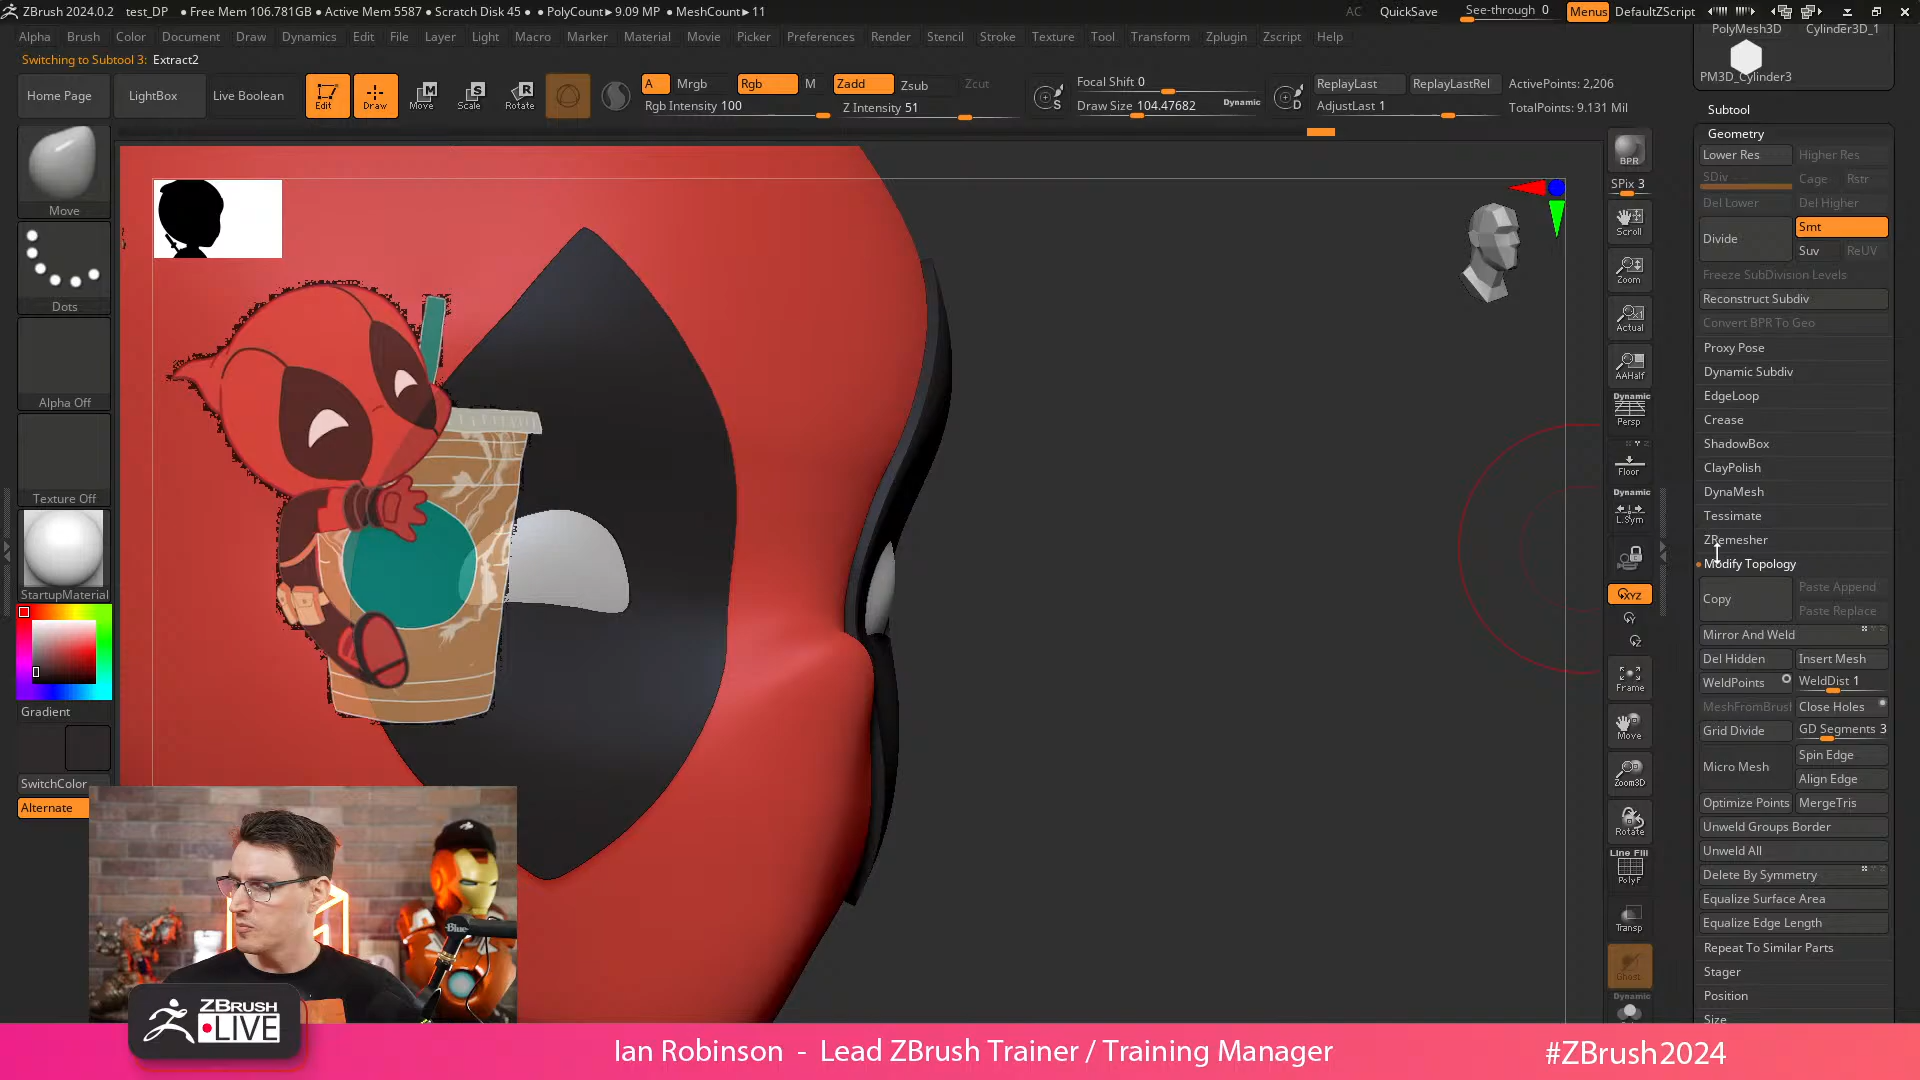 ZBrush 2024.0.2 test_DP ● Free Mem 106.781GB ● Active Mem 5587 ● Scratch Disk 45 ● ● PolyCount► 9.09 MP ● MeshCount► 11 AC QuickSave See-through 0 Menus DefaultZScript
Alpha Brush Color Document Draw Dynamics Edit File Layer Light Macro Marker Material Movie Picker Preferences Render Stencil Stroke Texture Tool Transform Zplugin Zscript Help
Switching to Subtool 3: Extract2
Home Page LightBox Live Boolean Edit Draw Move Scale Rotate
A Mrgb Rgb M Zadd Zsub Zcut
Rgb Intensity 100 Z Intensity 51
Focal Shift 0
Draw Size 104.47682 Dynamic
S
D
ReplayLast ReplayLastRel ActivePoints: 2,206
AdjustLast 1 TotalPoints: 9.131 Mil
Move
Dots
Alpha Off
Texture Off
StartupMaterial
Gradient
SwitchColor
Alternate
BPR
SPix 3
Scroll
Zoom
Actual
AAHalf
Dynamic
Persp
Floor
Dynamic
L.Sym
XYZ
Y
Z
Frame
Move
Zoom3D
Rotate
Line Fill
PolyF
Transp
Ghost
Dynamic
PolyMesh3D Cylinder3D_1
PM3D_Cylinder3
Subtool
Geometry
Lower Res Higher Res
SDiv Cage Rstr
Del Lower Del Higher
Divide Smt
Suv ReUV
Freeze SubDivision Levels
Reconstruct Subdiv
Convert BPR To Geo
Proxy Pose
Dynamic Subdiv
EdgeLoop
Crease
ShadowBox
ClayPolish
DynaMesh
Tessimate
ZRemesher
Modify Topology
Copy Paste Append
Paste Replace
Mirror And Weld
Del Hidden Insert Mesh
WeldPoints WeldDist 1
MeshFromBrush Close Holes
Grid Divide GD Segments 3
Micro Mesh Spin Edge
Align Edge
Optimize Points MergeTris
Unweld Groups Border
Unweld All
Delete By Symmetry
Equalize Surface Area
Equalize Edge Length
Repeat To Similar Parts
Stager
Position
Size
Blue
ZBRUSH
LIVE
Ian Robinson - Lead ZBrush Trainer / Training Manager
#ZBrush2024